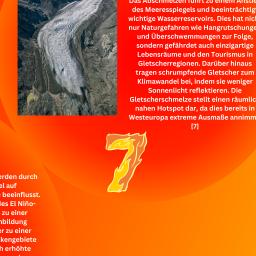 Das Abschmelzen führt zu einem Anstieg
des Meeresspiegels und beeinträchtigt
wichtige Wasserreservoirs. Dies hat nicht
nur Naturgefahren wie Hangrutschungen
und Überschwemmungen zur Folge,
sondern gefährdet auch einzigartige
Lebensräume und den Tourismus in
Gletscherregionen. Darüber hinaus
tragen schrumpfende Gletscher zum
Klimawandel bei, indem sie weniger
Sonnenlicht reflektieren. Die
Gletscherschmelze stellt einen räumlich
nahen Hotspot dar, da dies bereits in
Westeuropa extreme Ausmaße annimmt
[7]
7
erden durch
el auf
beeinflusst.
es El Niño-
zu einer
nbildung
r zu einer
kengebiete
h erhöhte